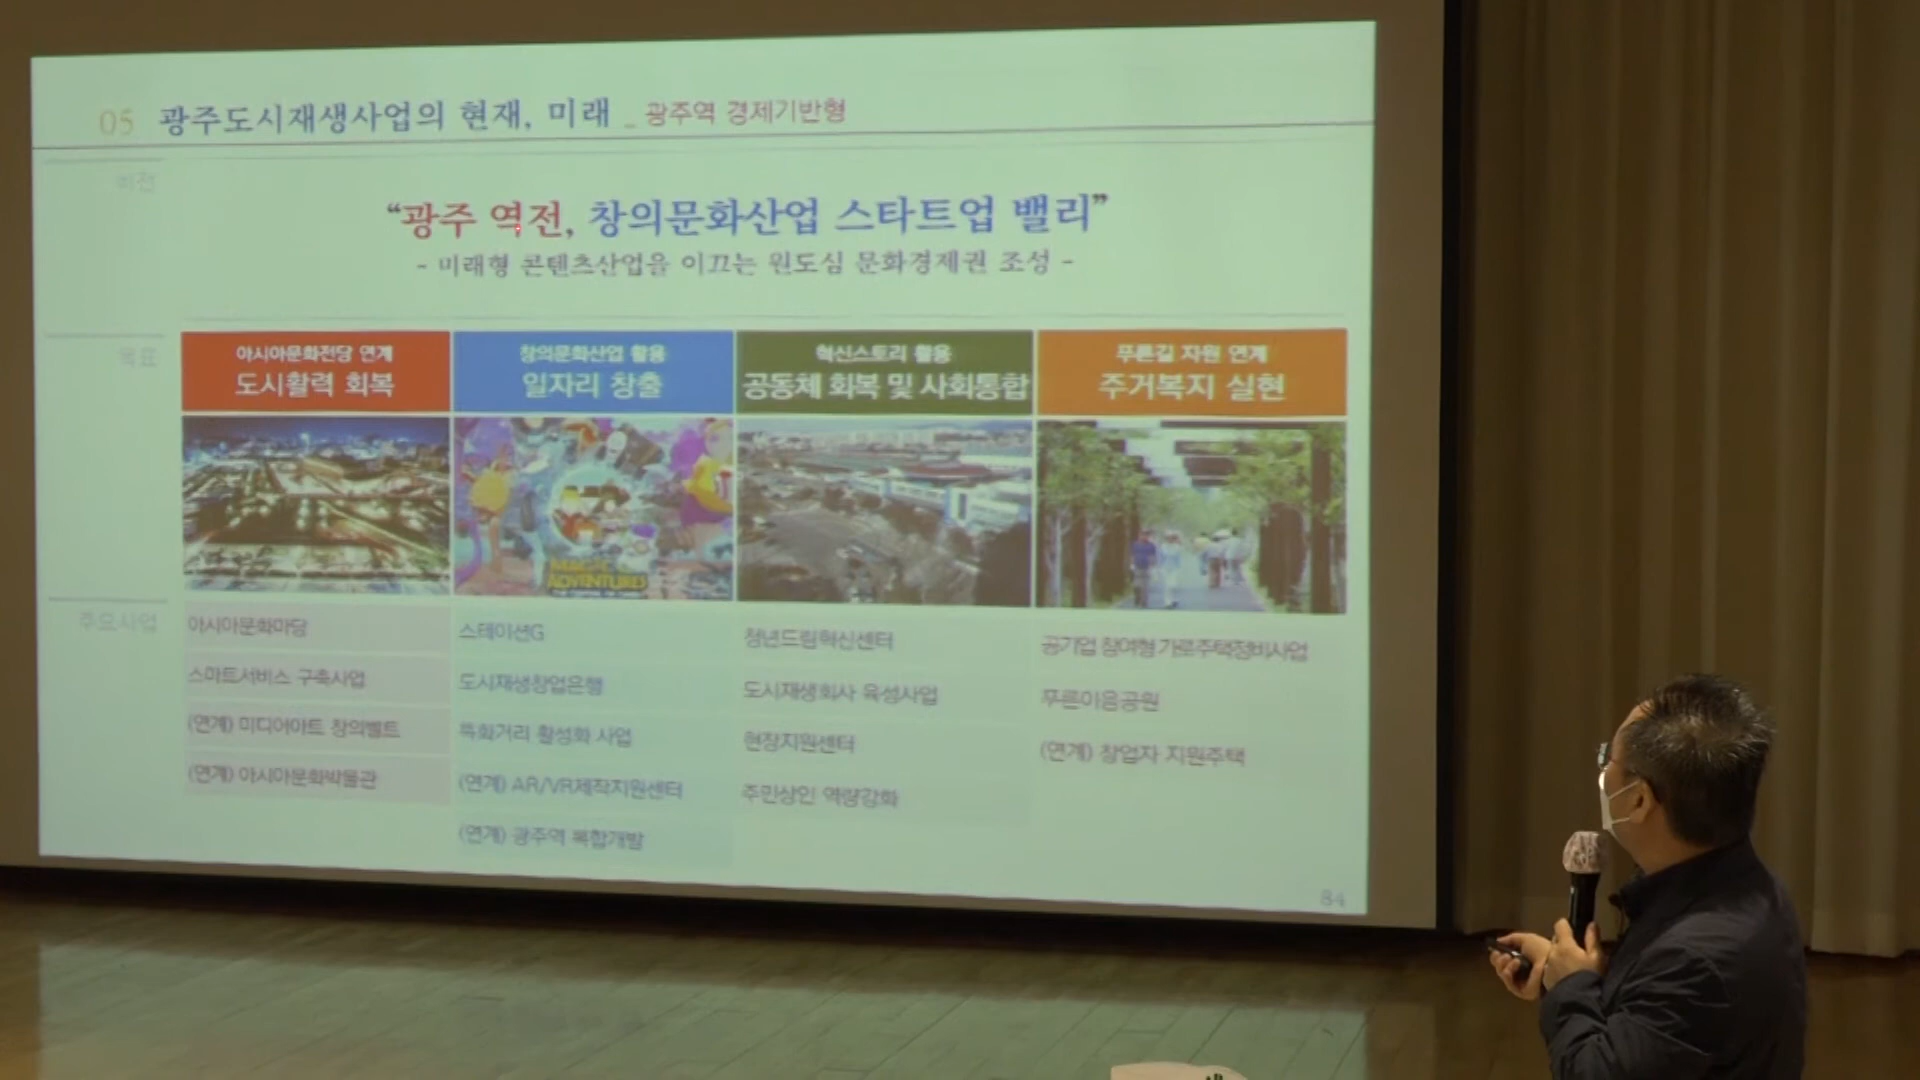 05 광주도시재생사업의 현재, 미래 _ 광주역 경제기반형
비전
“광주 역전, 창의문화산업 스타트업 밸리”
- 미래형 콘텐츠산업을 이끄는 원도심 문화경제권 조성 -
목표
아시아문화전당 연계
도시활력 회복
창의문화산업 활용
일자리 창출
혁신스토리 활용
공동체 회복 및 사회통합
푸른길 자원 연계
주거복지 실현
ADVENTURES
주요사업
아시아문화마당
스마트서비스 구축사업
(연계) 미디어아트 창의벨트
(연계) 아시아문화박물관
스테이션G
도시재생창업은행
특화거리 활성화 사업
(연계) AR/VR제작지원센터
(연계) 광주역 복합개발
청년드림혁신센터
도시재생회사 육성사업
현장지원센터
주민상인 역량강화
공기업 참여형 가로주택정비사업
푸른이음공원
(연계) 창업자 지원주택
84